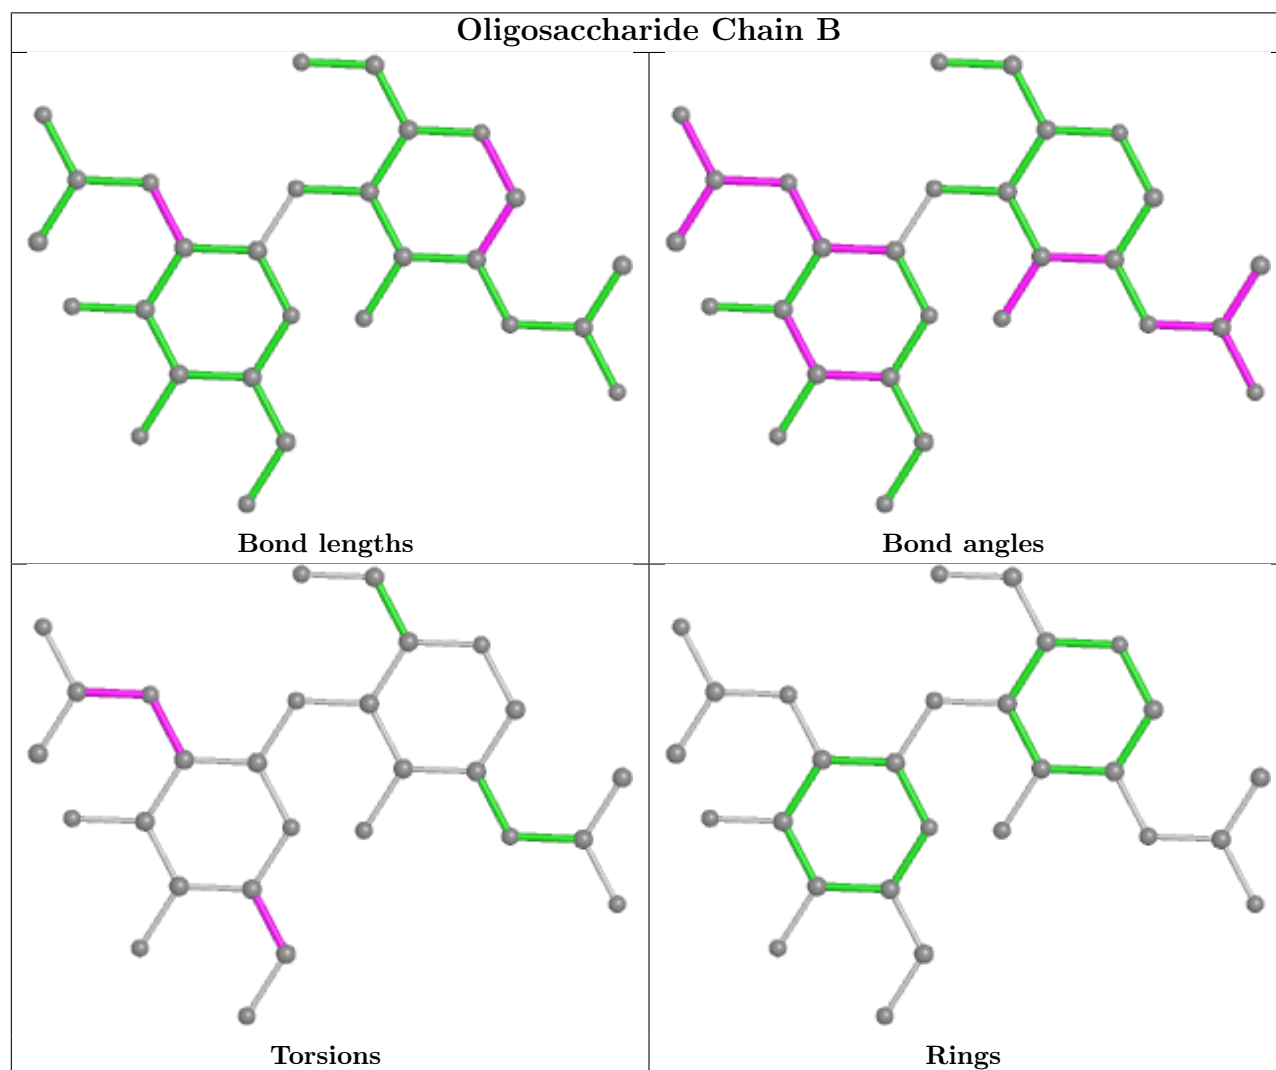 Oligosaccharide Chain B
Bond lengths
Bond angles
Torsions
Rings